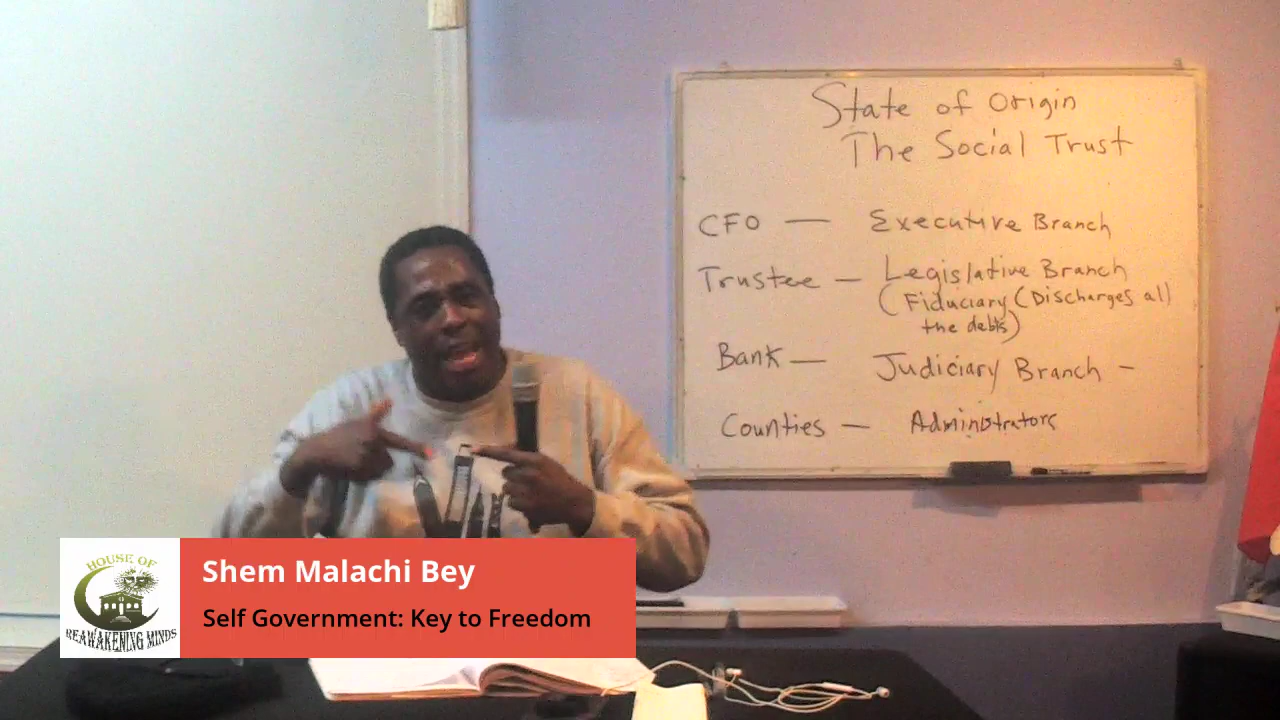 State of Origin
The Social Trust
CFO — Executive Branch
Trustee — Legislative Branch
(Fiduciary (Discharges all
the debts)
Bank — Judiciary Branch -
Counties — Administrators
HOUSE OF
REAWAKENING MINDS
Shem Malachi Bey
Self Government: Key to Freedom